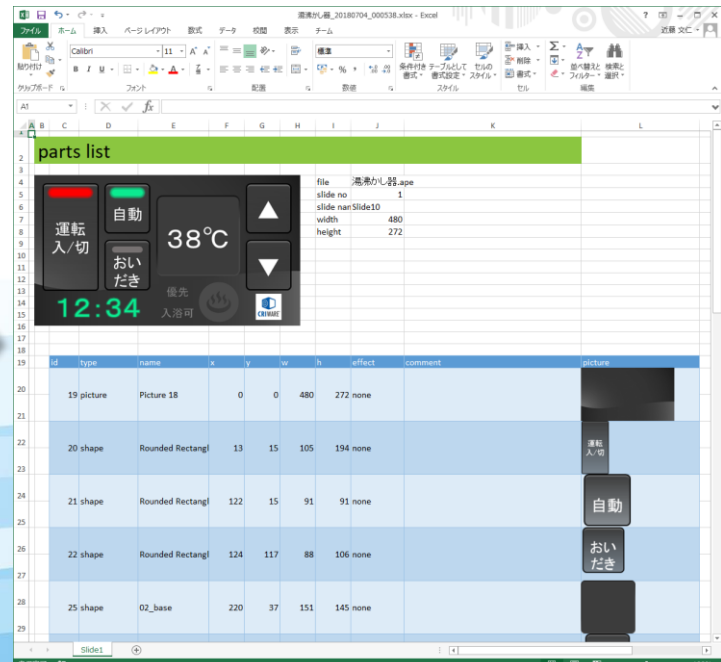 湯沸かし器_20180704_000538.xlsx - Excel
ファイル ホーム 挿入 ページ レイアウト 数式 データ 校閲 表示 チーム 近藤 文仁
貼り付け Calibri 11 標準 条件付き書式 テーブルとして書式設定 セルのスタイル 挿入 削除 書式 並べ替えとフィルター 検索と選択
クリップボード フォント 配置 数値 スタイル セル 編集
A1 fx
A B C D E F G H I J K L
parts list
file 湯沸かし器.ape
slide no 1
slide nan Slide10
width 480
height 272
運転
入/切
自動
おい
だき
38℃
優先
12:34 入浴可 CRIWARE
id type name x y w h effect comment picture
19 picture Picture 18 0 0 480 272 none
20 shape Rounded Rectangl 13 15 105 194 none 運転 入/切
21 shape Rounded Rectangl 122 15 91 91 none 自動
22 shape Rounded Rectangl 124 117 88 106 none おい だき
25 shape 02_base 220 37 151 145 none
Slide1